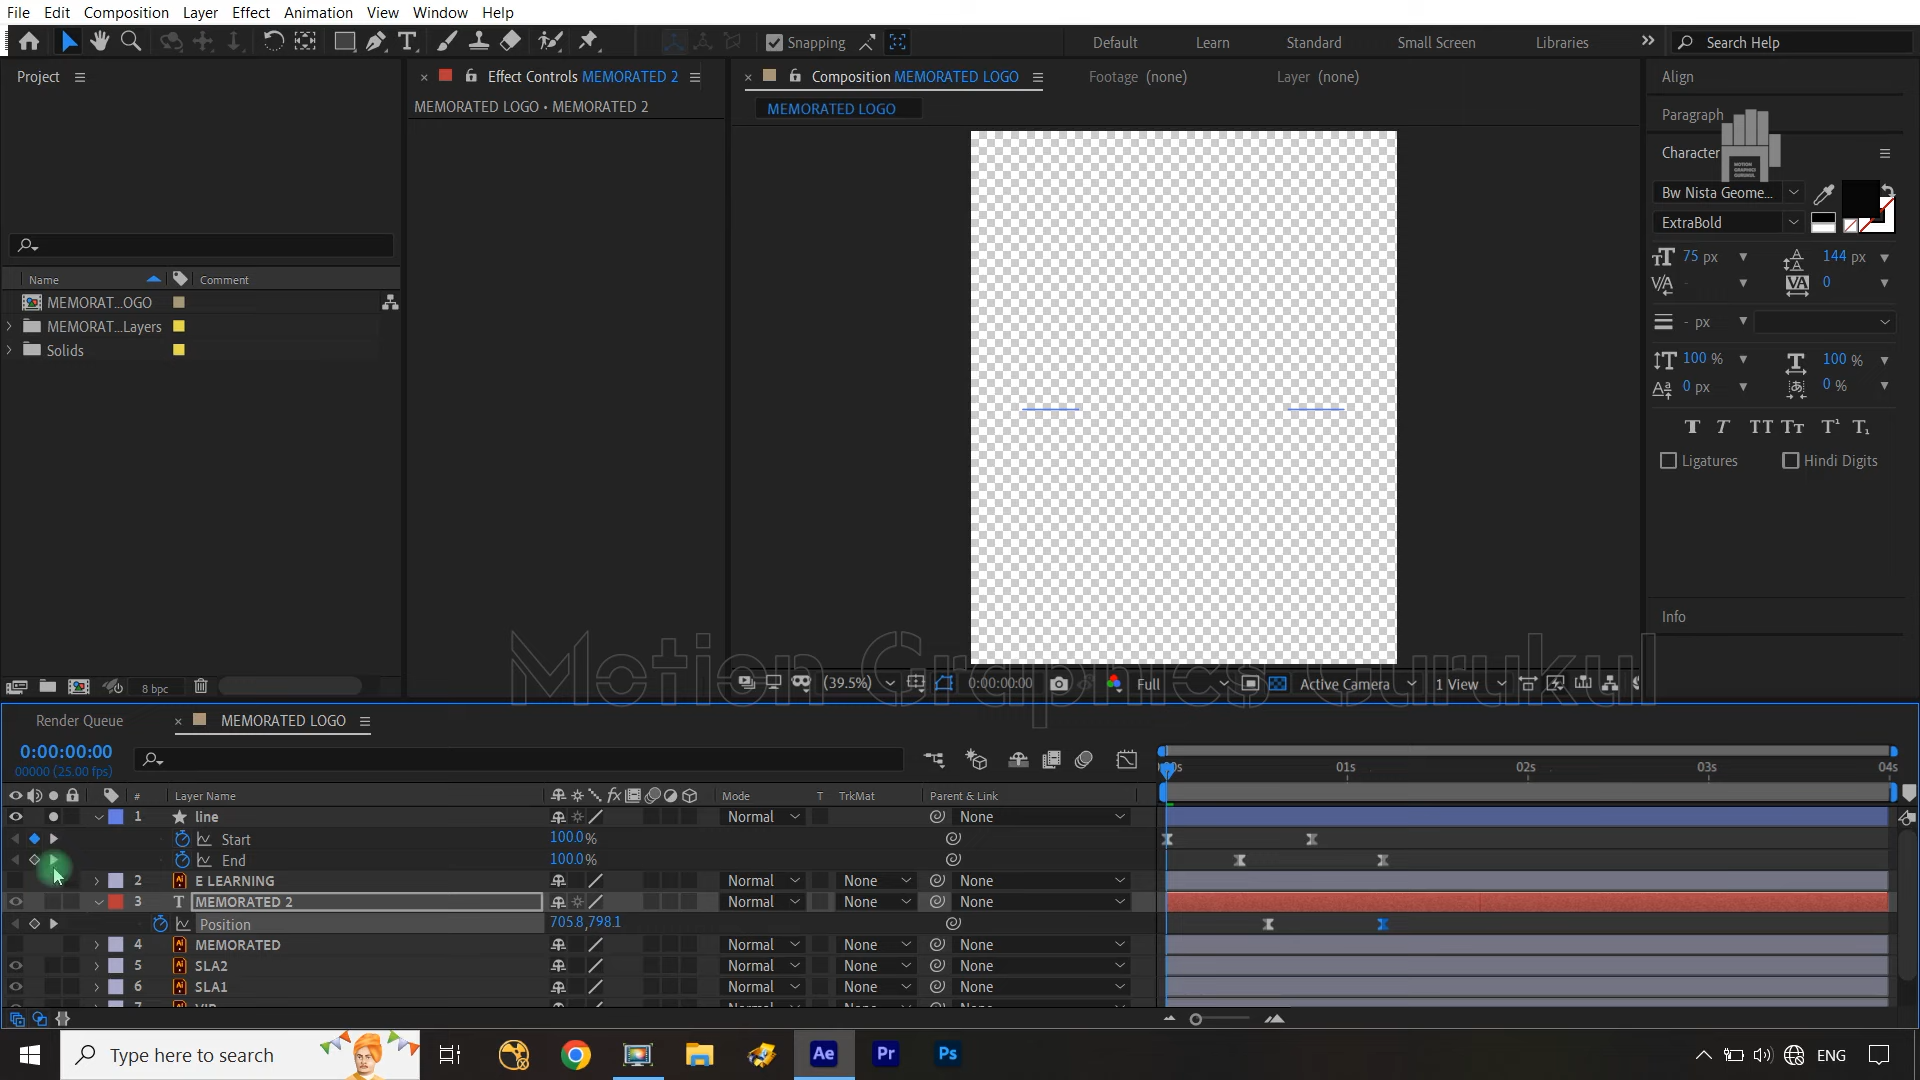 File Edit Composition Layer Effect Animation View Window Help
Snapping Default Learn Standard Small Screen Libraries Search Help
Project
Effect Controls MEMORATED 2
Composition MEMORATED LOGO
Footage (none)
Layer (none)
Align
MEMORATED LOGO • MEMORATED 2
MEMORATED LOGO
Paragraph
Character
MOTION
GRAPHICS
GURUKUL
Bw Nista Geome...
ExtraBold
75 px 144 px
0
- px
100 % 100 %
0 px 0 %
Ligatures Hindi Digits
Info
Name Comment
MEMORAT...OGO
MEMORAT...Layers
Solids
Motion Graphics Gurukul
8 bpc
(39.5%) 0:00:00:00 Full Active Camera 1 View
Render Queue MEMORATED LOGO
0:00:00:00
00000 (25.00 fps)
01s 02s 03s 04s
# Layer Name Mode T TrkMat Parent & Link
1 line Normal None
Start 100.0%
End 100.0%
2 E LEARNING Normal None None
3 T MEMORATED 2 Normal None None
Position 705.8,798.1
4 MEMORATED Normal None None
5 SLA2 Normal None None
6 SLA1 Normal None None
Type here to search
Ae Pr Ps
ENG